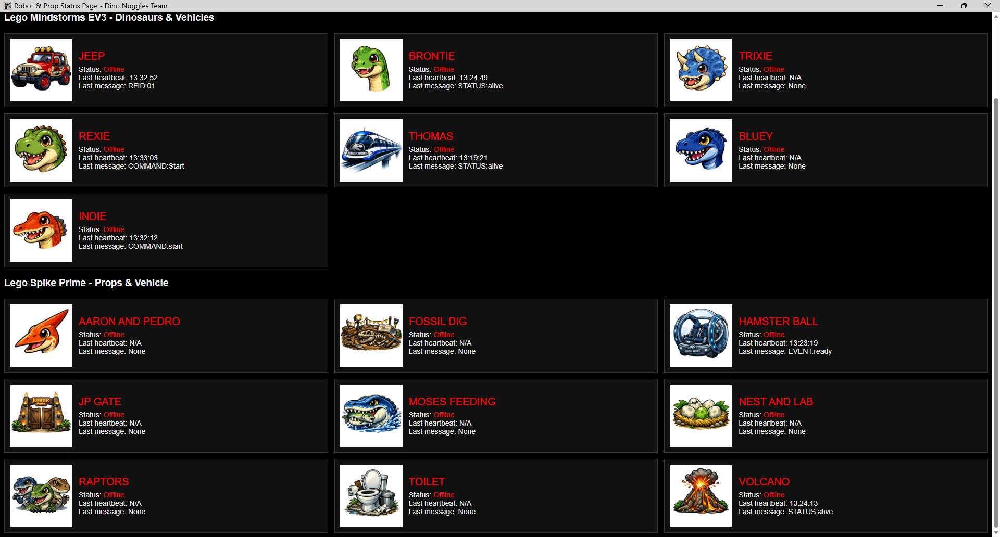 Robot & Prop Status Page - Dino Nuggies Team
Lego Mindstorms EV3 - Dinosaurs & Vehicles
JEEP
Status: Offline
Last heartbeat: 13:32:52
Last message: RFID:01
BRONTIE
Status: Offline
Last heartbeat: 13:24:49
Last message: STATUS:alive
TRIXIE
Status: Offline
Last heartbeat: N/A
Last message: None
REXIE
Status: Offline
Last heartbeat: 13:33:03
Last message: COMMAND:Start
JURASSIC WORLD
THOMAS
Status: Offline
Last heartbeat: 13:19:21
Last message: STATUS:alive
BLUEY
Status: Offline
Last heartbeat: N/A
Last message: None
INDIE
Status: Offline
Last heartbeat: 13:32:12
Last message: COMMAND:start
Lego Spike Prime - Props & Vehicle
AARON AND PEDRO
Status: Offline
Last heartbeat: N/A
Last message: None
FOSSIL DIG
Status: Offline
Last heartbeat: N/A
Last message: None
JURASSIC WORLD
HAMSTER BALL
Status: Offline
Last heartbeat: 13:23:19
Last message: EVENT:ready
JURASSIC
PARK
JP GATE
Status: Offline
Last heartbeat: N/A
Last message: None
MOSES FEEDING
Status: Offline
Last heartbeat: N/A
Last message: None
NEST AND LAB
Status: Offline
Last heartbeat: N/A
Last message: None
RAPTORS
Status: Offline
Last heartbeat: N/A
Last message: None
TOILET
Status: Offline
Last heartbeat: N/A
Last message: None
VOLCANO
Status: Offline
Last heartbeat: 13:24:13
Last message: STATUS:alive